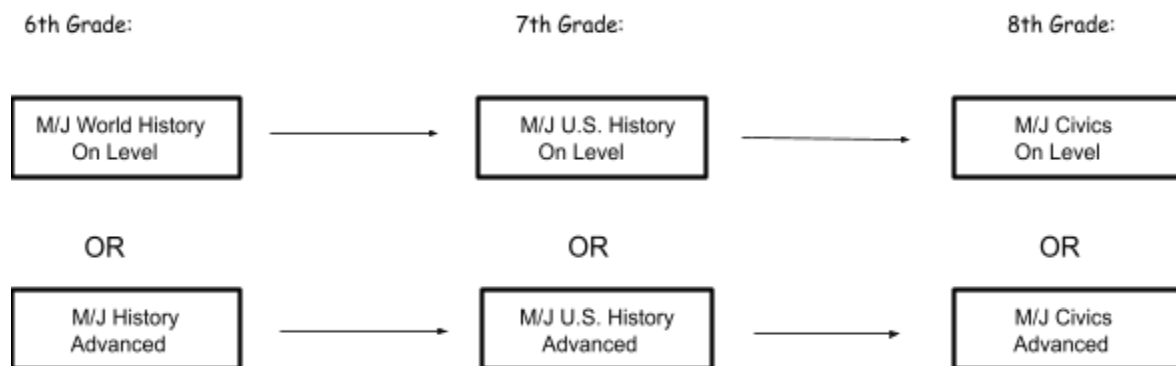 6th Grade:
7th Grade:
8th Grade:
M/J World History
On Level
M/J U.S. History
On Level
M/J Civics
On Level
OR
OR
OR
M/J History
Advanced
M/J U.S. History
Advanced
M/J Civics
Advanced